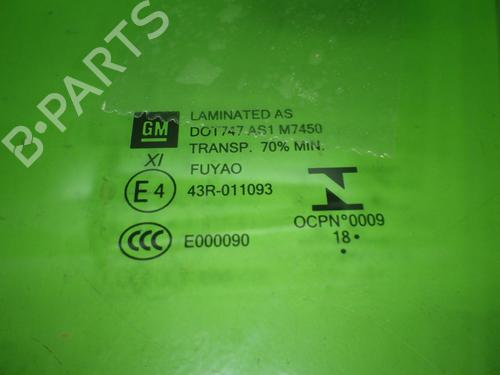 B-PARTS
GM
LAMINATED AS
DOT747 AS1 M7450
TRANSP. 70% MIN.
XI
FUYAO
E4
43R-011093
CCC
E000090
OCPN°0009
18